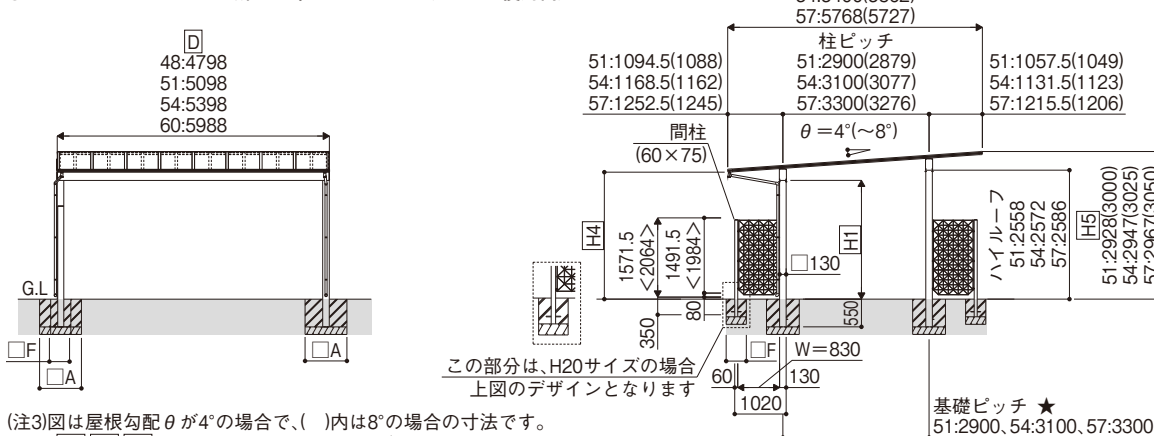 D
48:4798
51:5098
54:5398
60:5988
G.L
□F
□A
□A
57:5768(5727)
柱ピッチ
51:1094.5(1088)
54:1168.5(1162)
57:1252.5(1245)
51:2900(2879)
54:3100(3077)
57:3300(3276)
51:1057.5(1049)
54:1131.5(1123)
57:1215.5(1206)
間柱
(60×75)
θ=4°(~8°)
H4
1571.5
<2064>
1491.5
<1984>
□130
H1
ハイルーフ
51:2558
54:2572
57:2586
H5
51:2928(3000)
54:2947(3025)
57:2967(3050)
350
80
550
□F
W=830
60
130
1020
この部分は、H20サイズの場合
上図のデザインとなります
基礎ピッチ ★
51:2900、54:3100、57:3300
(注3)図は屋根勾配θが4°の場合で、( )内は8°の場合の寸法です。